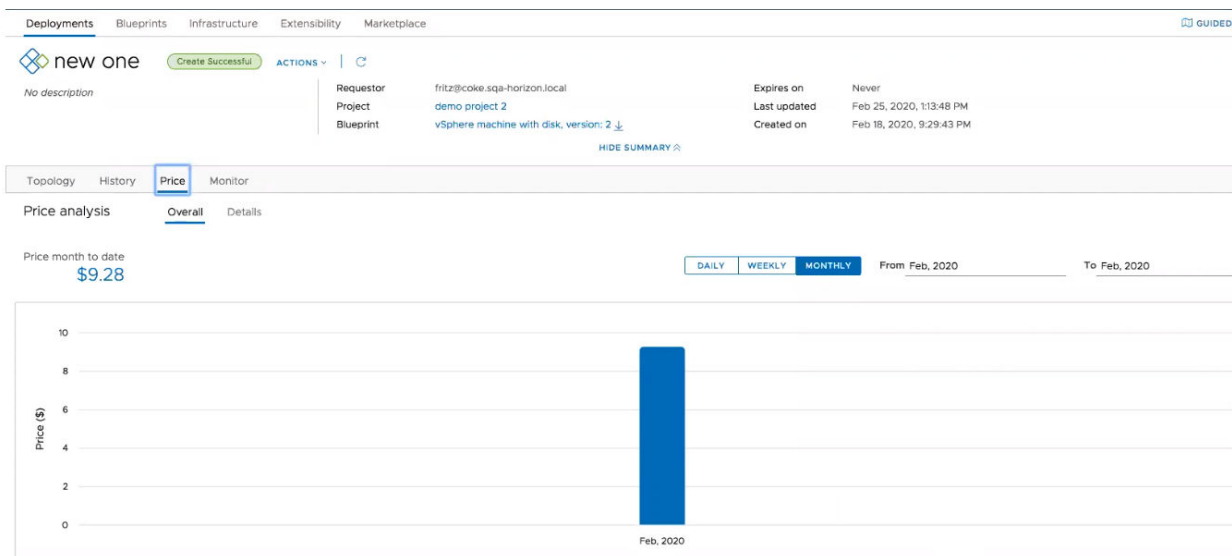 Deployments Blueprints Infrastructure Extensibility Marketplace GUIDED
new one Create Successful ACTIONS
No description
Requestor fritz@coke.sqa-horizon.local Expires on Never
Project demo project 2 Last updated Feb 25, 2020, 1:13:48 PM
Blueprint vSphere machine with disk, version: 2 Created on Feb 18, 2020, 9:29:43 PM
HIDE SUMMARY
Topology History Price Monitor
Price analysis Overall Details
Price month to date
$9.28
DAILY WEEKLY MONTHLY From Feb, 2020 To Feb, 2020
10
8
6
4
2
0
Price ($)
Feb, 2020